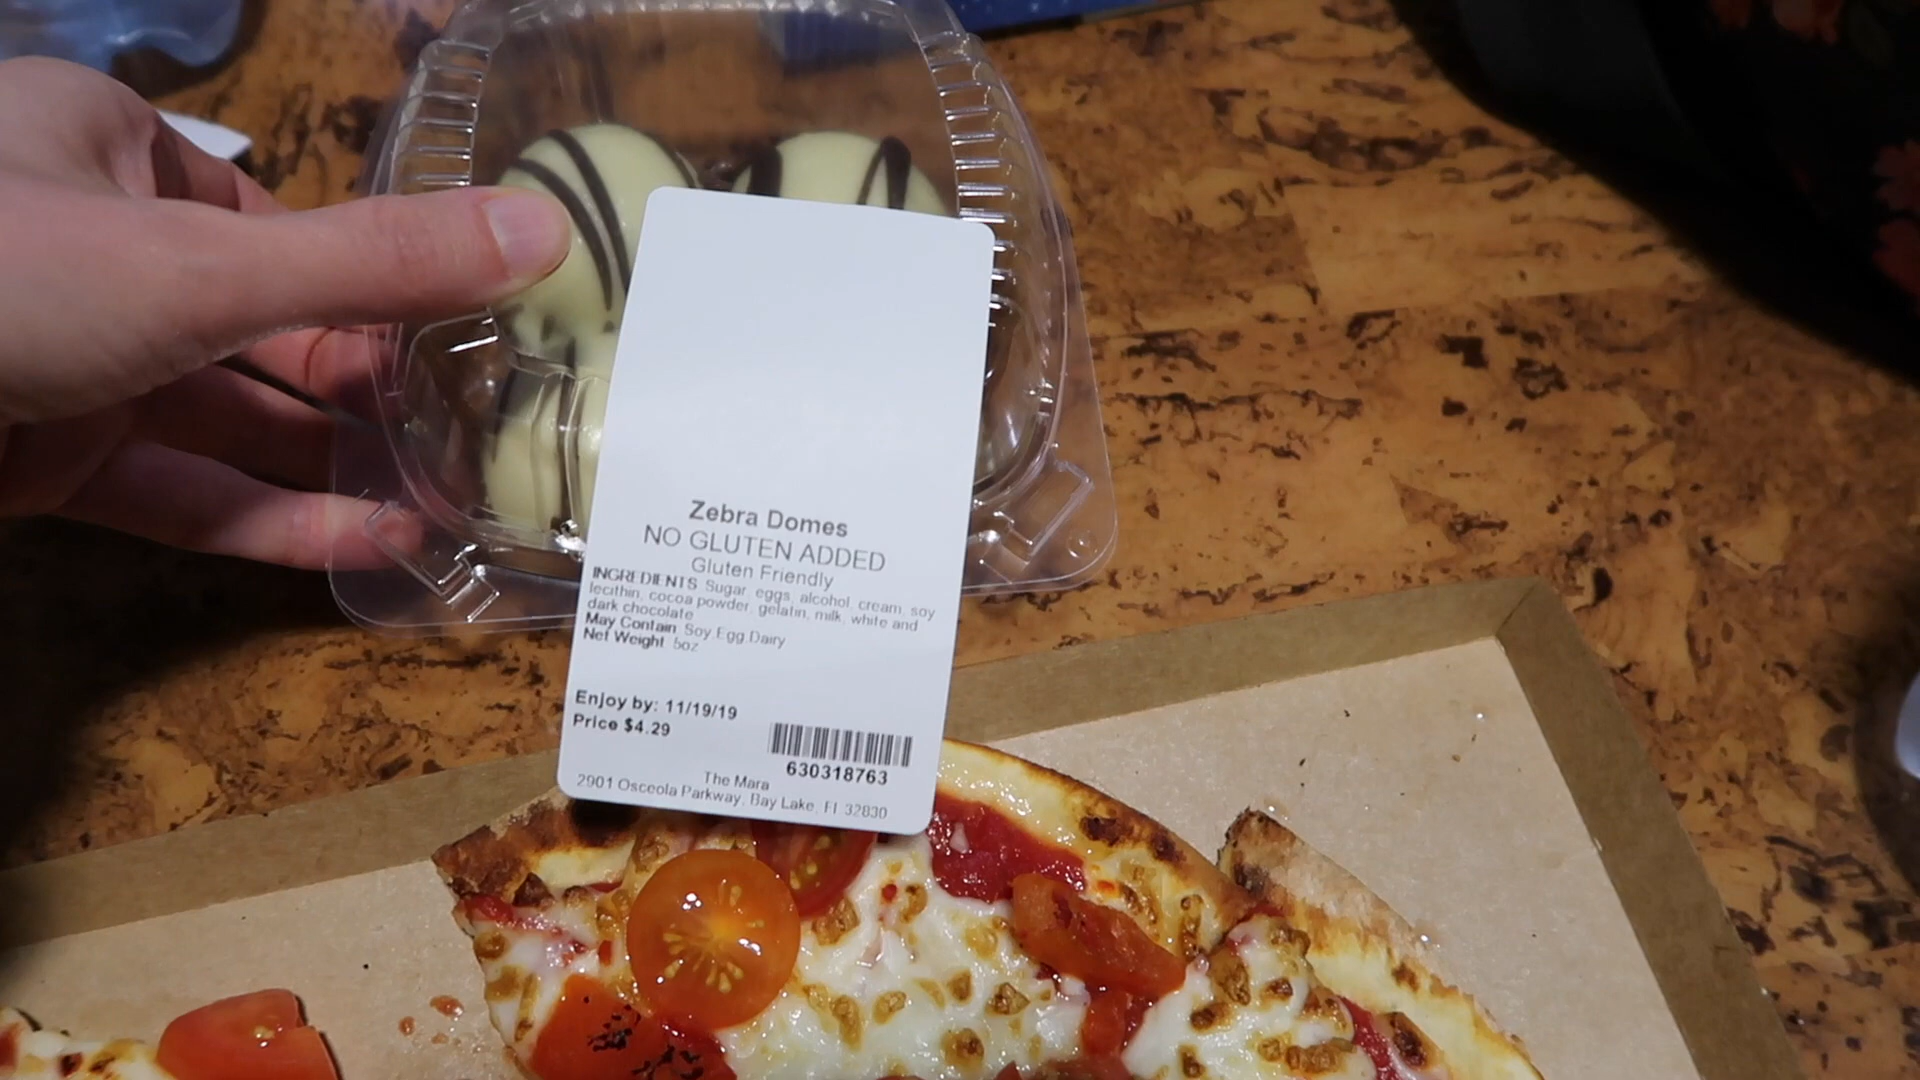 Zebra Domes
NO GLUTEN ADDED
Gluten Friendly
INGREDIENTS Sugar, eggs, alcohol, cream, soy
lecithin, cocoa powder, gelatin, milk, white and
dark chocolate
May Contain Soy,Egg,Dairy
Net Weight 5oz
Enjoy by: 11/19/19
Price $4.29
630318763
The Mara
2901 Osceola Parkway, Bay Lake, Fl 32830